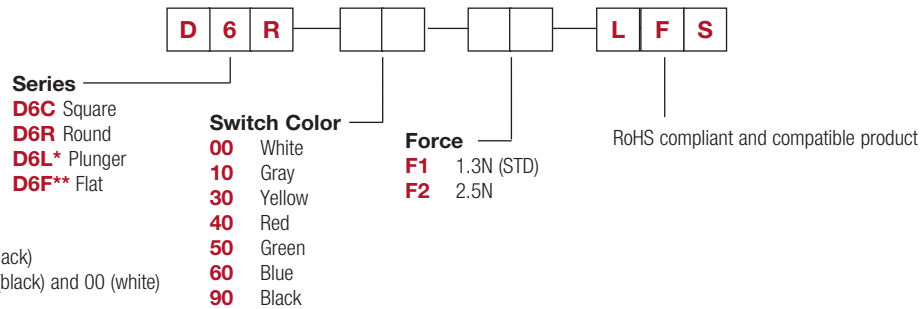 D 6 R L F S
Series
D6C Square
D6R Round
D6L* Plunger
D6F** Flat
Switch Color
00 White
10 Gray
30 Yellow
40 Red
50 Green
60 Blue
90 Black
Force
F1 1.3N (STD)
F2 2.5N
RoHS compliant and compatible product
black) and 00 (white)